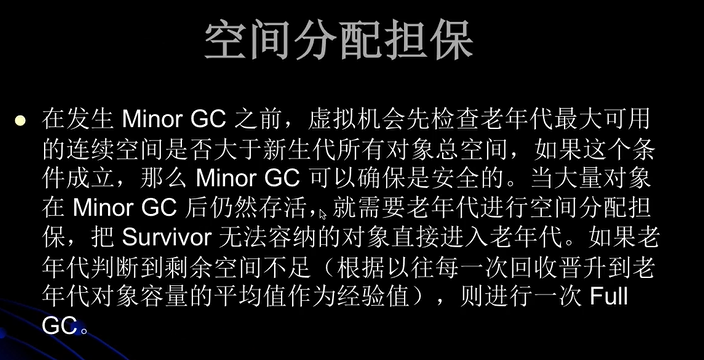 空间分配担保
在发生 Minor GC 之前，虚拟机会先检查老年代最大可用
的连续空间是否大于新生代所有对象总空间，如果这个条
件成立，那么 Minor GC 可以确保是安全的。当大量对象
在 Minor GC 后仍然存活，就需要老年代进行空间分配担
保，把 Survivor 无法容纳的对象直接进入老年代。如果老
年代判断到剩余空间不足（根据以往每一次回收晋升到老
年代对象容量的平均值作为经验值），则进行一次 Full
GC。